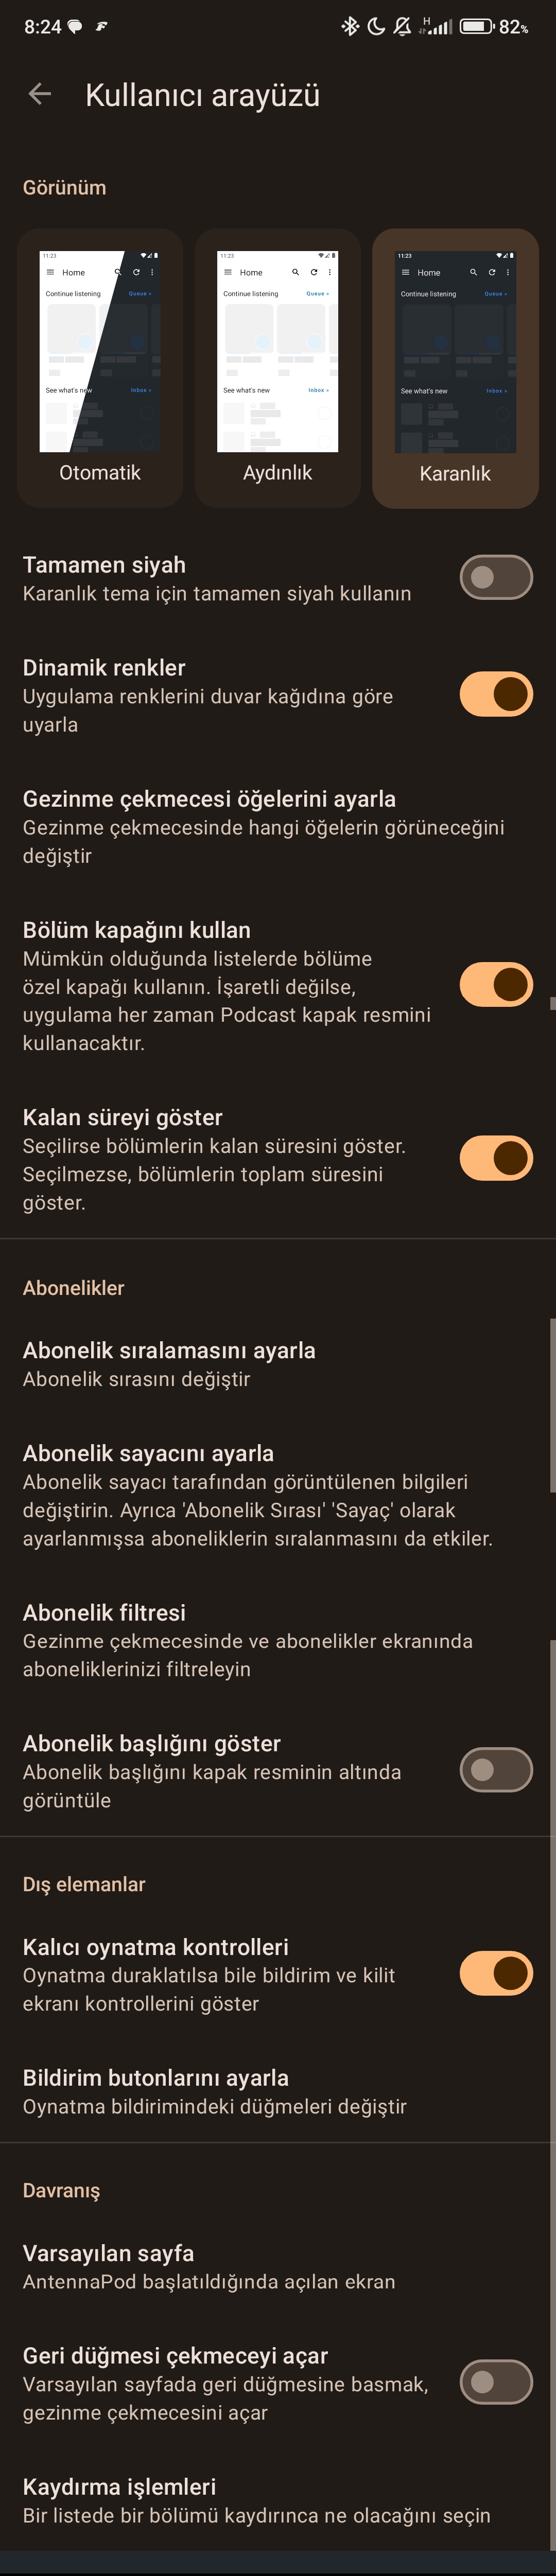 8:24
H
82%
Kullanıcı arayüzü
Görünüm
11:23
Home
Continue listening
Queue »
See what's new
Inbox »
Otomatik
11:23
Home
Continue listening
Queue »
See what's new
Inbox »
Aydınlık
11:23
Home
Continue listening
Queue »
See what's new
Inbox »
Karanlık
Tamamen siyah
Karanlık tema için tamamen siyah kullanın
Dinamik renkler
Uygulama renklerini duvar kağıdına göre
uyarla
Gezinme çekmecesi öğelerini ayarla
Gezinme çekmecesinde hangi öğelerin görüneceğini
değiştir
Bölüm kapağını kullan
Mümkün olduğunda listelerde bölüme
özel kapağı kullanın. İşaretli değilse,
uygulama her zaman Podcast kapak resmini
kullanacaktır.
Kalan süreyi göster
Seçilirse bölümlerin kalan süresini göster.
Seçilmezse, bölümlerin toplam süresini
göster.
Abonelikler
Abonelik sıralamasını ayarla
Abonelik sırasını değiştir
Abonelik sayacını ayarla
Abonelik sayacı tarafından görüntülenen bilgileri
değiştirin. Ayrıca 'Abonelik Sırası' 'Sayaç' olarak
ayarlanmışsa aboneliklerin sıralanmasını da etkiler.
Abonelik filtresi
Gezinme çekmecesinde ve abonelikler ekranında
aboneliklerinizi filtreleyin
Abonelik başlığını göster
Abonelik başlığını kapak resminin altında
görüntüle
Dış elemanlar
Kalıcı oynatma kontrolleri
Oynatma duraklatılsa bile bildirim ve kilit
ekranı kontrollerini göster
Bildirim butonlarını ayarla
Oynatma bildirimindeki düğmeleri değiştir
Davranış
Varsayılan sayfa
AntennaPod başlatıldığında açılan ekran
Geri düğmesi çekmeceyi açar
Varsayılan sayfada geri düğmesine basmak,
gezinme çekmecesini açar
Kaydırma işlemleri
Bir listede bir bölümü kaydırınca ne olacağını seçin